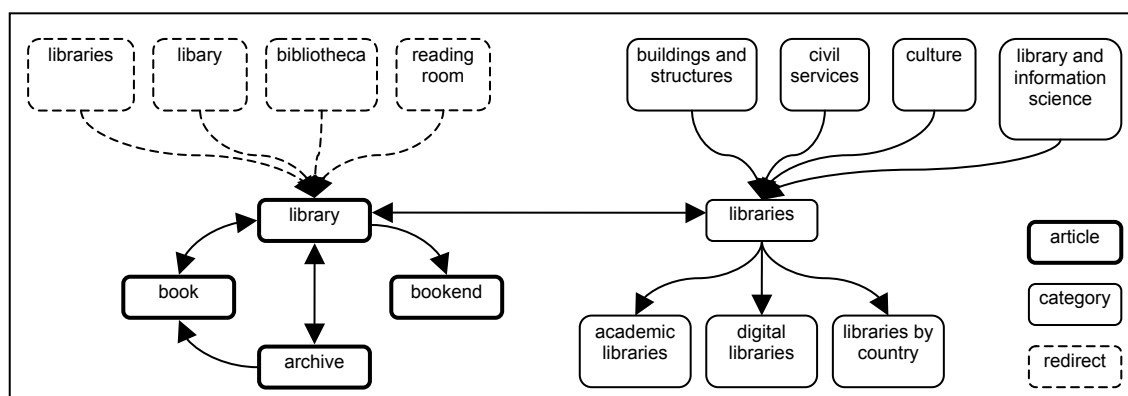 libraries
libary
bibliotheca
reading
room
buildings and
structures
civil
services
culture
library and
information
science
library
libraries
book
bookend
archive
academic
libraries
digital
libraries
libraries by
country
article
category
redirect